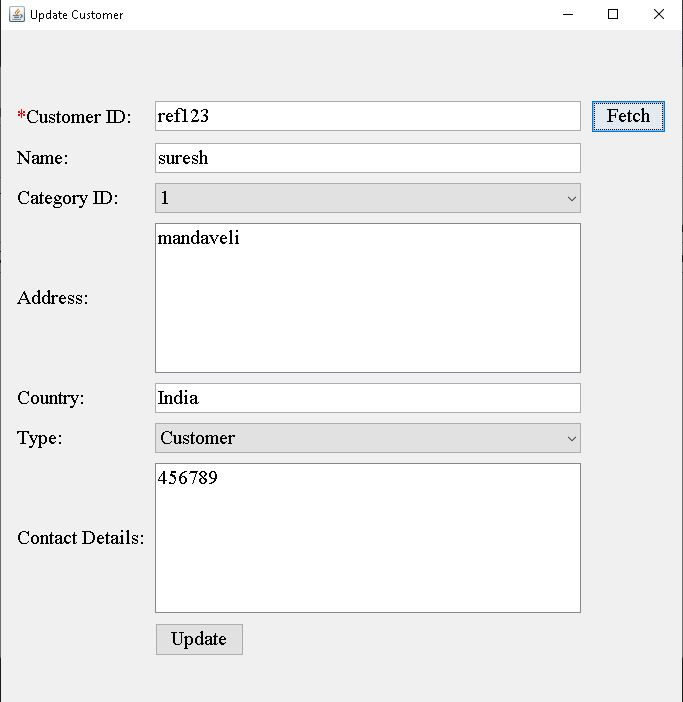 Update Customer
*Customer ID: ref123 Fetch
Name: suresh
Category ID: 1
Address: mandaveli
Country: India
Type: Customer
Contact Details: 456789
Update